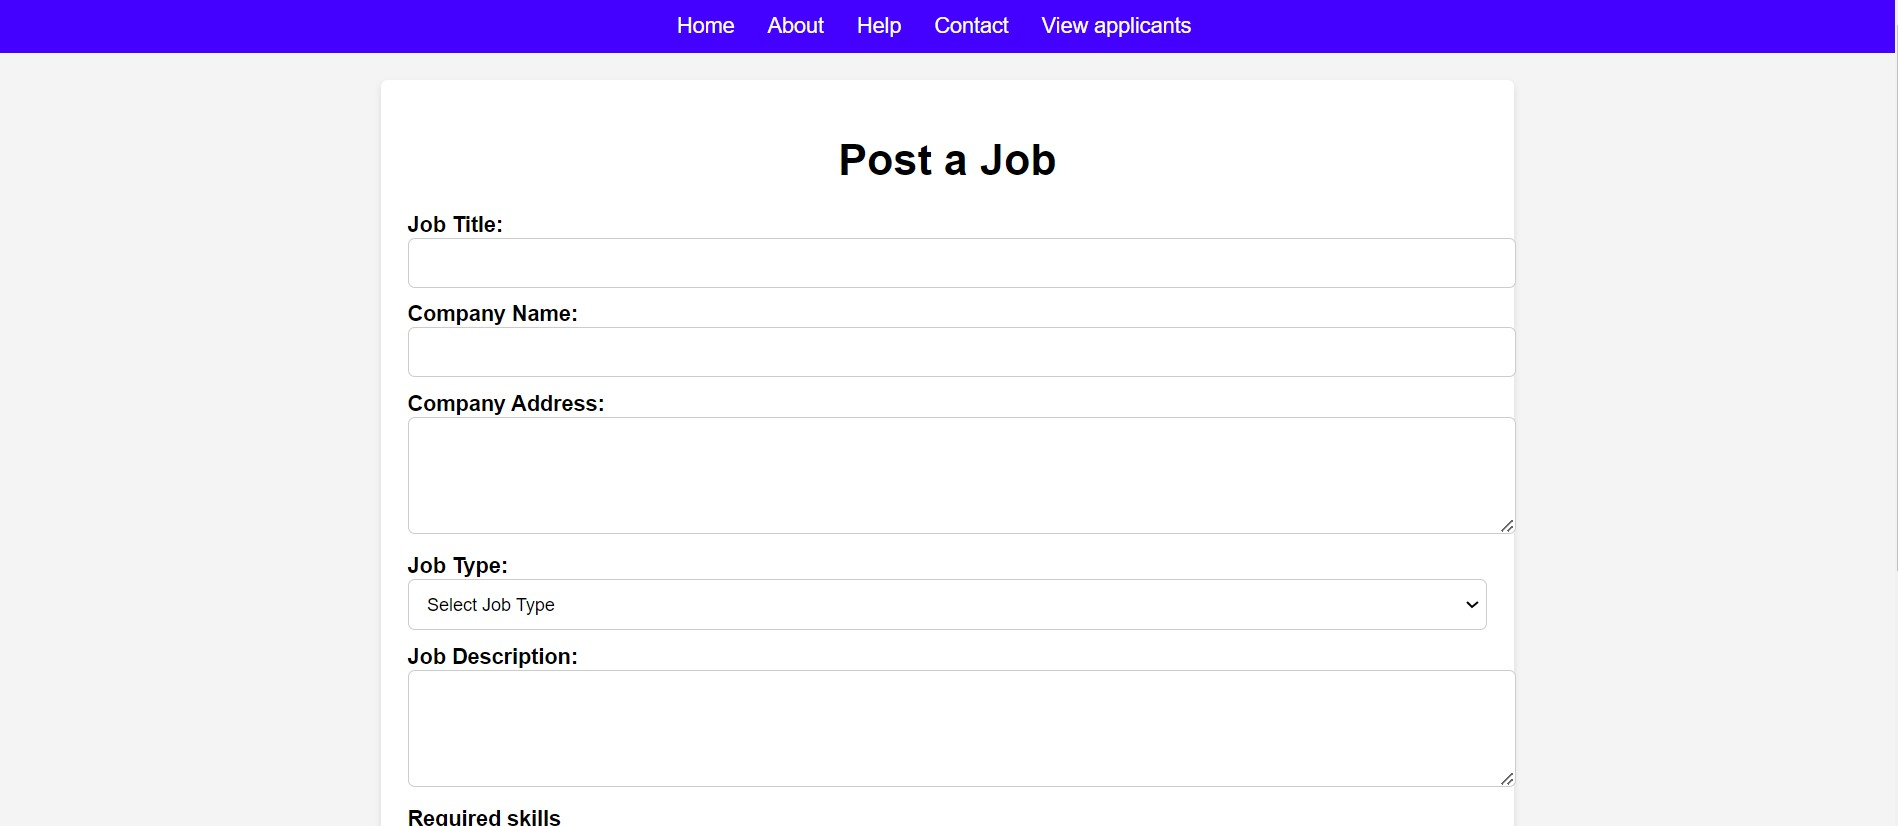 Home About Help Contact View applicants
Post a Job
Job Title:
Company Name:
Company Address:
Job Type:
Select Job Type
Job Description:
Required skills